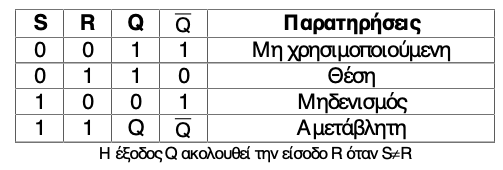 S R Q Q̅ Παρατηρήσεις
0 0 1 1 Μη χρησιμοποιούμενη
0 1 1 0 Θέση
1 0 0 1 Μηδενισμός
1 1 Q Q̅ Αμετάβλητη
Η έξοδος Q ακολουθεί την είσοδο R όταν S≠R